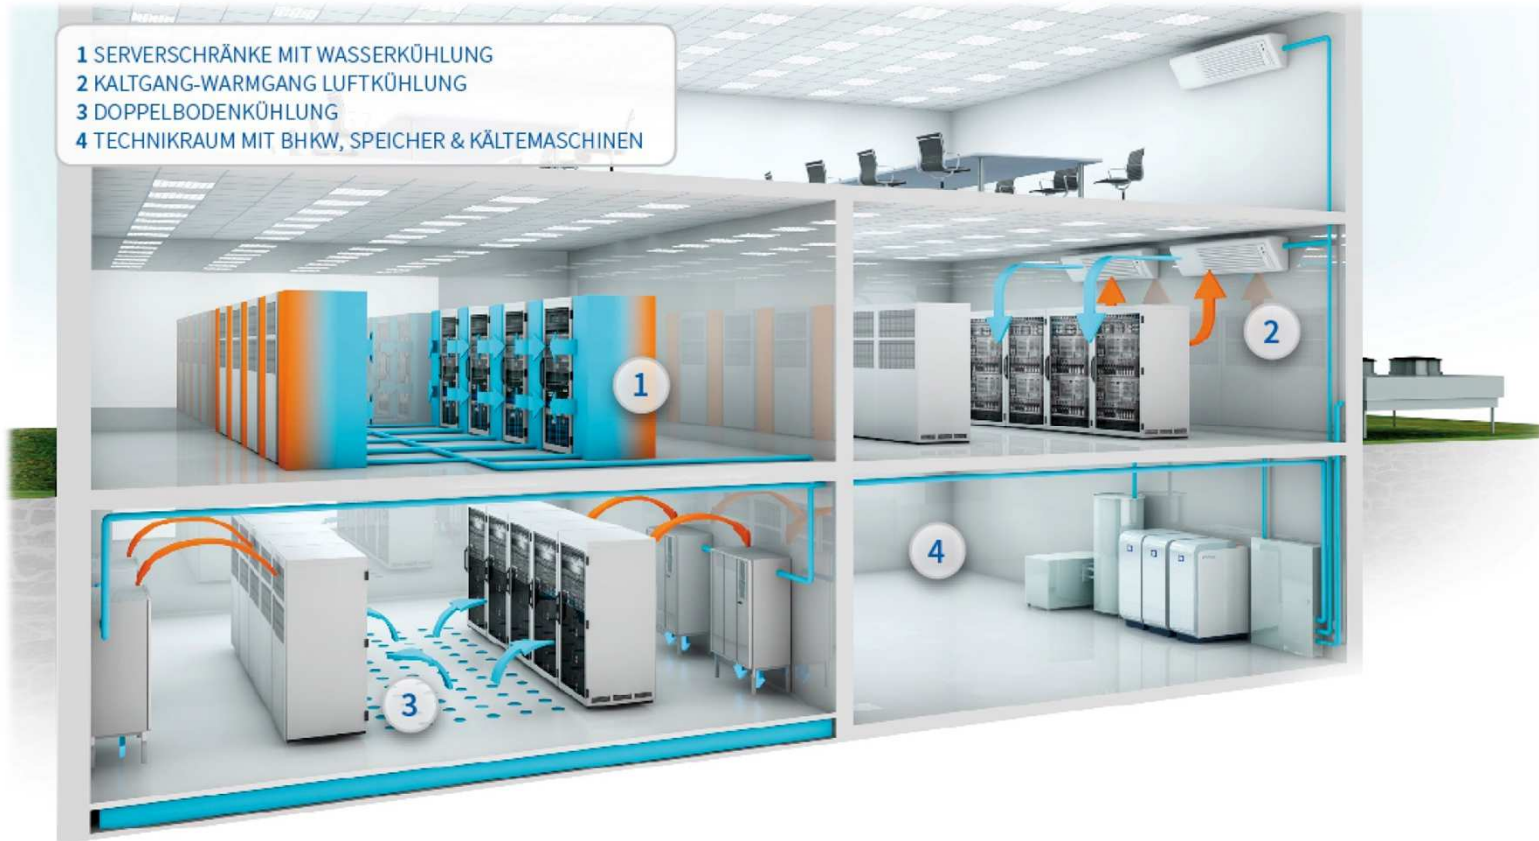 1 SERVERSCHRÄNKE MIT WASSERKÜHLUNG
2 KALTGANG-WARMGANG LUFTKÜHLUNG
3 DOPPELBODENKÜHLUNG
4 TECHNIKRAUM MIT BHKW, SPEICHER & KÄLTEMASCHINEN
1
2
3
4